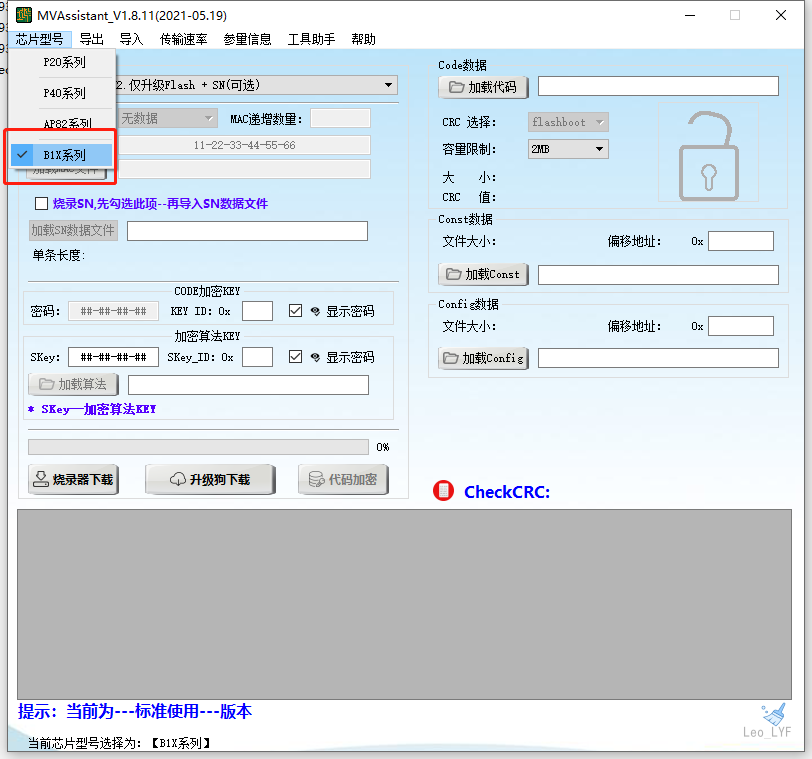 MVAssistant_V1.8.11(2021-05.19)
芯片型号 导出 导入 传输速率 参量信息 工具助手 帮助
P20系列
P40系列
AP82系列
B1X系列
2.仅升级Flash + SN(可选)
无数据 MAC递增数量:
11-22-33-44-55-66
烧录SN,先勾选此项--再导入SN数据文件
加载SN数据文件
单条长度:
CODE加密KEY
密码: ##-##-##-## KEY ID: 0x 显示密码
加密算法KEY
SKey: ##-##-##-## SKey_ID: 0x 显示密码
加载算法
* SKey——加密算法KEY
0%
烧录器下载 升级狗下载 代码加密
Code数据
加载代码
CRC 选择: flashboot
容量限制: 2MB
大 小:
CRC 值:
Const数据
文件大小: 偏移地址: 0x
加载Const
Config数据
文件大小: 偏移地址: 0x
加载Config
CheckCRC:
提示: 当前为---标准使用---版本
Leo_LYF
当前芯片型号选择为: 【B1X系列】